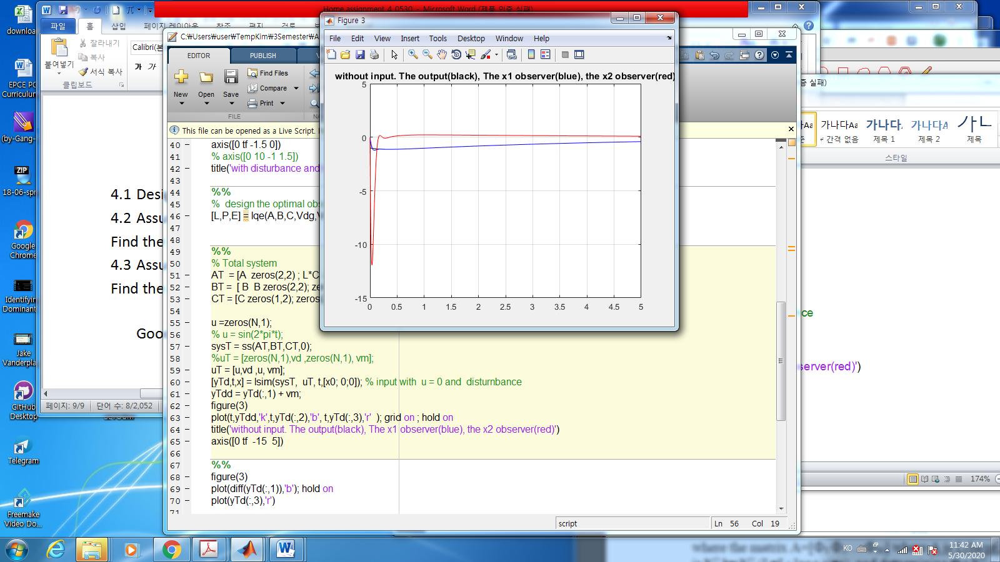 Home assignment_4_0530 - Microsoft Word (제품 인증 실패)
파일
홈
삽입
페이지 레이아웃
참조
편지
검토
붙여넣기
잘라내기
복사
서식 복사
클립보드
Calibri(본
가 가
4.1 Desi
4.2 Assu
Find the
4.3 Assu
Find the
Goo
페이지: 9/9
단어 수: 8/2,052
downloa
EPCE PC
Curriculum
(by-Gang-
ZIP
18-06-spr
Google
Chrome
Identifying
Dominant
Jake
Vanderpla
GitHub
Desktop
Telegram
Freemake
Video Do...
C:\Users\user\TempKim\3Semester\A
EDITOR
PUBLISH
V
New
Open
Save
Find Files
Compare
Print
FILE
NA
This file can be opened as a Live Script.
40 axis([0 tf -1.5 0])
41 % axis([0 10 -1 1.5])
42 title('with disturbance and
43
44 %%
45 % design the optimal obs
46 [L,P,E] = lqe(A,B,C,Vdg,V
47
48
49 %%
50 % Total system
51 AT = [A zeros(2,2) ; L*C
52 BT = [ B B zeros(2,2); ze
53 CT = [C zeros(1,2); zeros
54
55 u =zeros(N,1);
56 % u = sin(2*pi*t);
57 sysT = ss(AT,BT,CT,0);
58 %uT = [zeros(N,1),vd ,zeros(N,1), vm];
59 uT = [u,vd ,u, vm];
60 [yTd,t,x] = lsim(sysT, uT, t,[x0; 0;0]); % input with u = 0 and disturnbance
61 yTdd = yTd(:,1) + vm;
62 figure(3)
63 plot(t,yTdd,'k',t,yTd(:,2),'b', t,yTd(:,3),'r' ); grid on ; hold on
64 title('without input. The output(black), The x1 observer(blue), the x2 observer(red)')
65 axis([0 tf -15 5])
66
67 %%
68 figure(3)
69 plot(diff(yTd(:,1)),'b'); hold on
70 plot(yTd(:,3),'r')
71
script
Ln 56 Col 19
Figure 3
File Edit View Insert Tools Desktop Window Help
without input. The output(black), The x1 observer(blue), the x2 observer(red)
5
0
-5
-10
-15
0 0.5 1 1.5 2 2.5 3 3.5 4 4.5 5
증 실패)
가나다Aa
가나다
가나다A
제목
간격 없음
제목 1
제목 2
스타일
ce
server(red)')
174%
where the matrix A=
KO
11:42 AM
5/30/2020